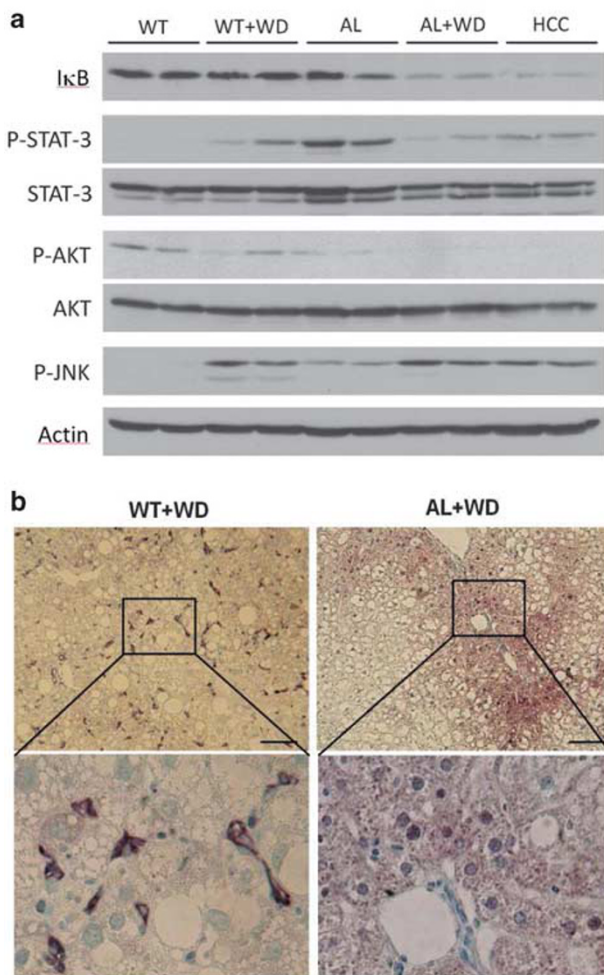 a
WT WT+WD AL AL+WD HCC
IκB
P-STAT-3
STAT-3
P-AKT
AKT
P-JNK
Actin
b
WT+WD AL+WD